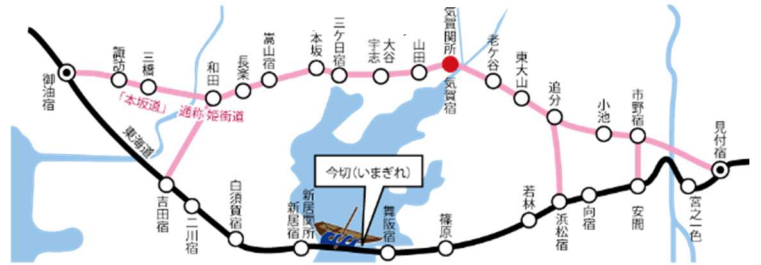 御油宿
諏訪
三橋
和田
長楽
嵩山宿
本坂
三ケ日宿
宇志
大谷
山田
気賀関所
気賀宿
老ケ谷
東大山
追分
小池
市野宿
見付宿
「本坂道」 通称 姫街道
東海道
吉田宿
二川宿
白須賀宿
新居関所
新居宿
今切(いまぎれ)
舞阪宿
篠原
若林
浜松宿
向宿
安間
宮之一色